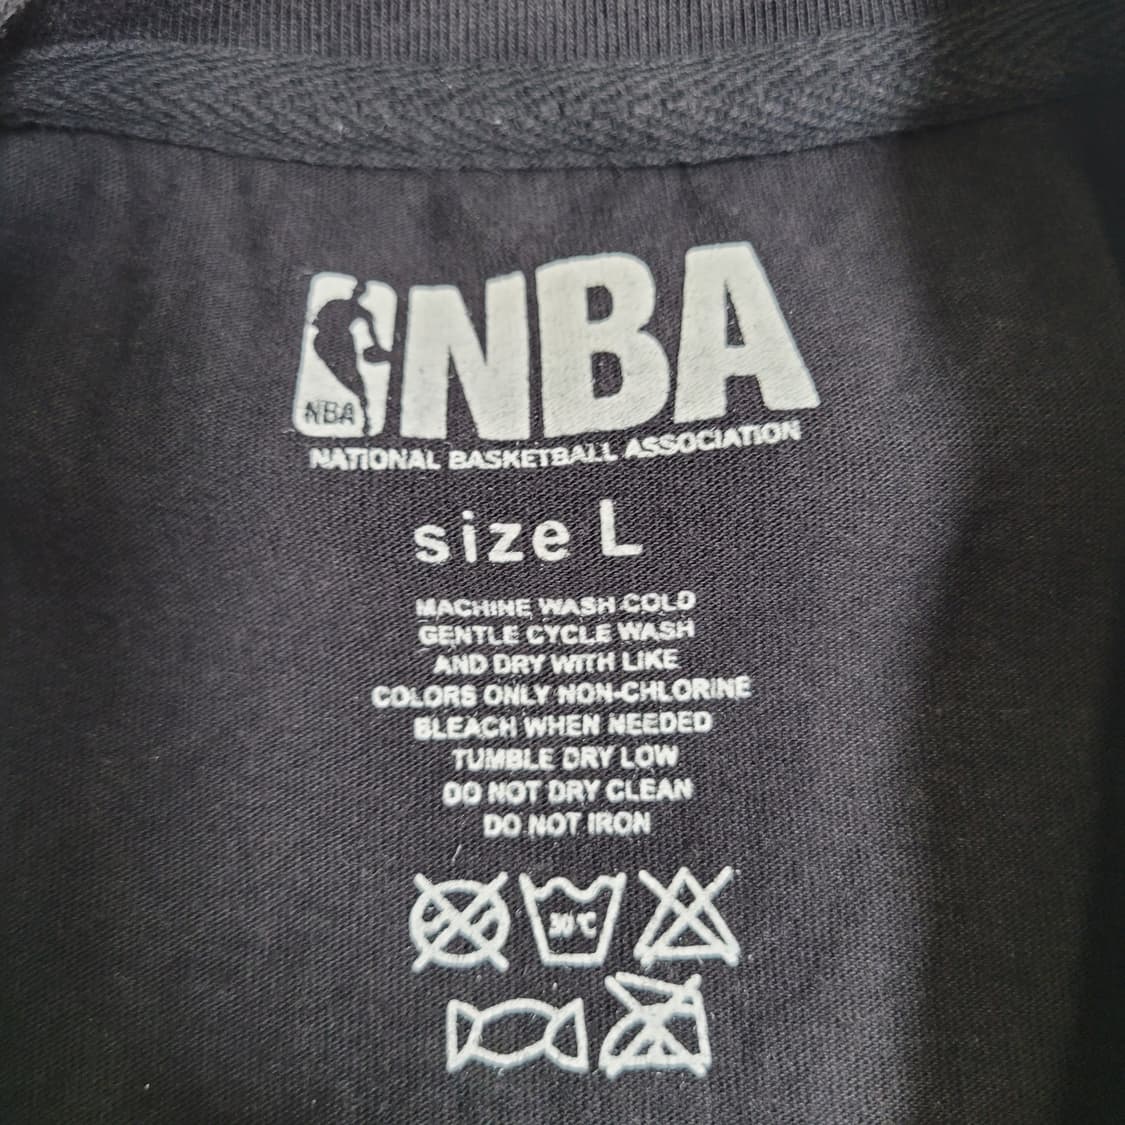 NBA
NBA
NATIONAL BASKETBALL ASSOCIATION
size L
MACHINE WASH COLD
GENTLE CYCLE WASH
AND DRY WITH LIKE
COLORS ONLY NON-CHLORINE
BLEACH WHEN NEEDED
TUMBLE DRY LOW
DO NOT DRY CLEAN
DO NOT IRON
30°C